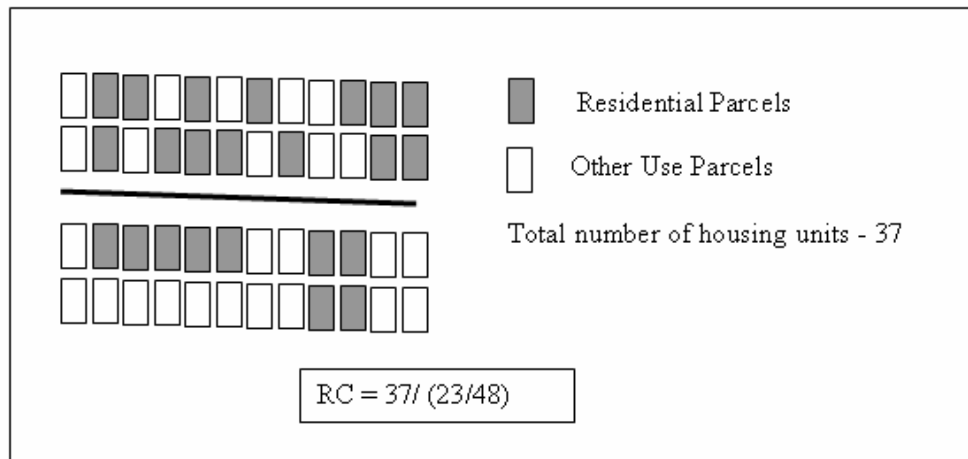 Residential Parcels
Other Use Parcels
Total number of housing units - 37
RC = 37/ (23/48)